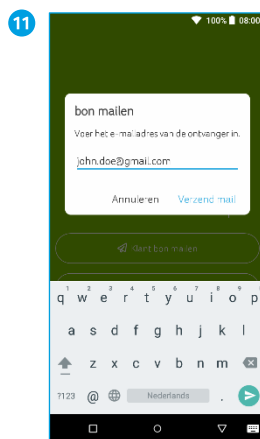 11
100% 08:00
bon mailen
Voer het e-mailadres van de ontvanger in.
john.doe@gmail.com
Annuleren Verzend mail
Klant bon mailen
1 2 3 4 5 6 7 8 9 0
q w e r t y u i o p
a s d f g h j k l
z x c v b n m
?123 @ Nederlands .